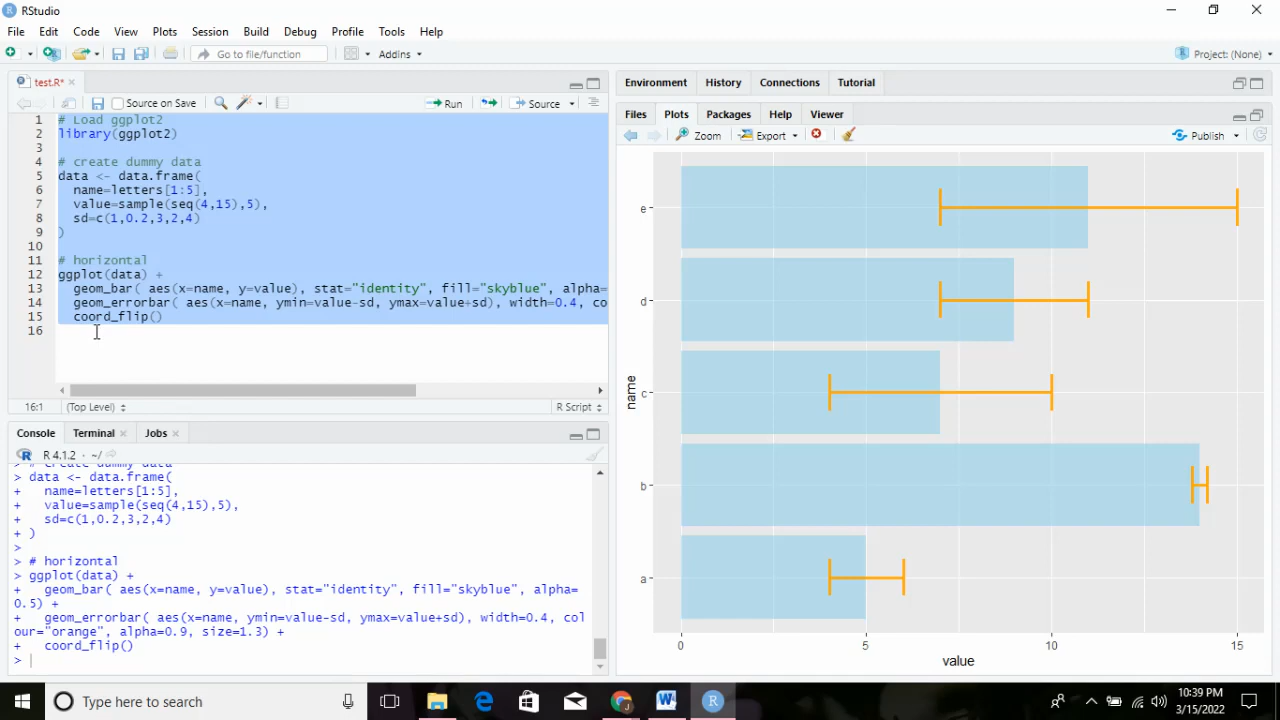 RStudio
File Edit Code View Plots Session Build Debug Profile Tools Help
Go to file/function Addins Project: (None)
test.R*
Source on Save Run Source
1 # Load ggplot2
2 library(ggplot2)
3
4 # create dummy data
5 data <- data.frame(
6 name=letters[1:5],
7 value=sample(seq(4,15),5),
8 sd=c(1,0.2,3,2,4)
9 )
10
11 # horizontal
12 ggplot(data) +
13 geom_bar( aes(x=name, y=value), stat="identity", fill="skyblue", alpha=
14 geom_errorbar( aes(x=name, ymin=value-sd, ymax=value+sd), width=0.4, co
15 coord_flip()
16
16:1 (Top Level) R Script
Console Terminal Jobs
R 4.1.2 · ~/
> # create dummy data
> data <- data.frame(
+ name=letters[1:5],
+ value=sample(seq(4,15),5),
+ sd=c(1,0.2,3,2,4)
+ )
>
> # horizontal
> ggplot(data) +
+ geom_bar( aes(x=name, y=value), stat="identity", fill="skyblue", alpha=
0.5) +
+ geom_errorbar( aes(x=name, ymin=value-sd, ymax=value+sd), width=0.4, col
our="orange", alpha=0.9, size=1.3) +
+ coord_flip()
>
Environment History Connections Tutorial
Files Plots Packages Help Viewer
Zoom Export Publish
e
d
name
c
b
a
0 5 10 15
value
Type here to search
10:39 PM
3/15/2022